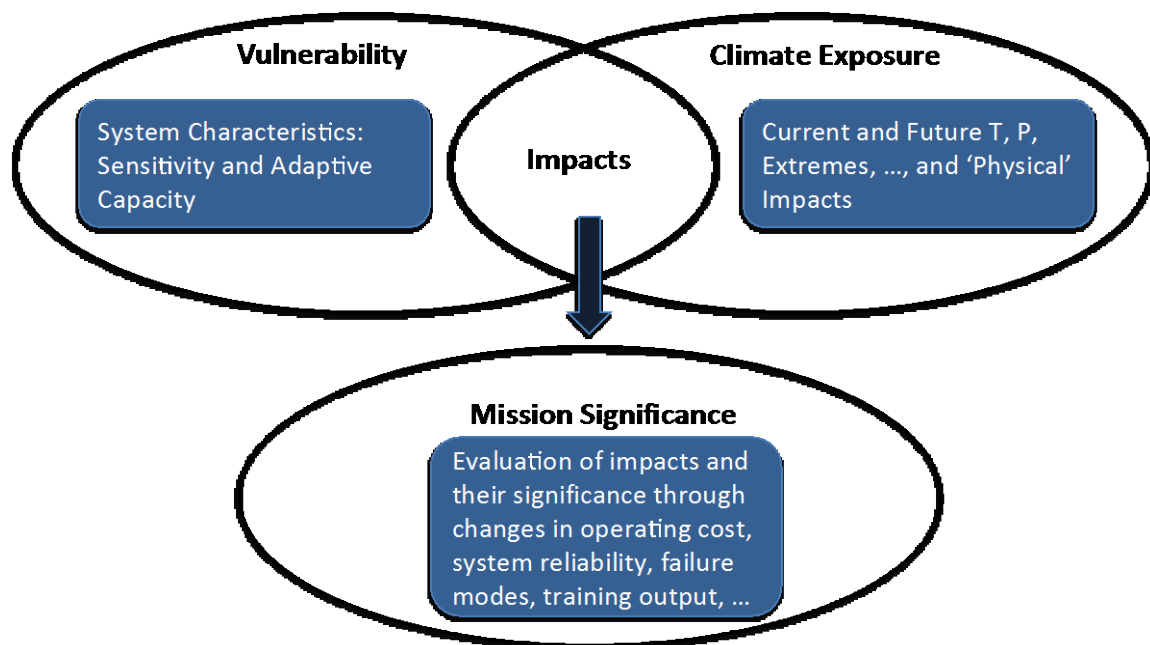 Vulnerability
Climate Exposure
System Characteristics:
Sensitivity and Adaptive
Capacity
Impacts
Current and Future T, P,
Extremes, …, and ‘Physical’
Impacts
Mission Significance
Evaluation of impacts and
their significance through
changes in operating cost,
system reliability, failure
modes, training output, …